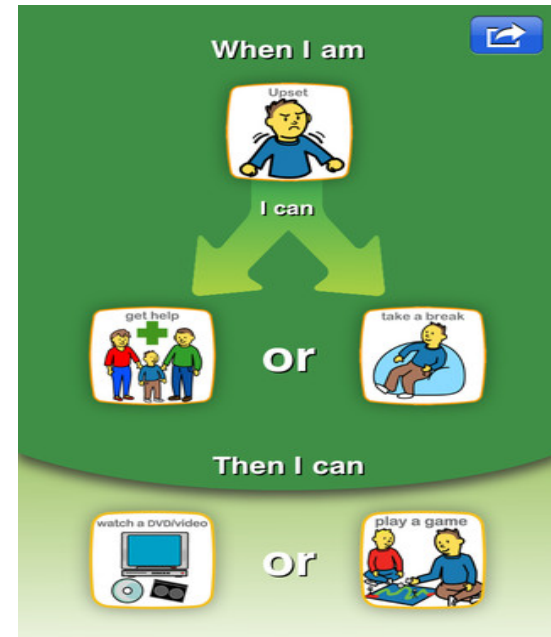 When I am
Upset
I can
get help
or
take a break
Then I can
watch a DVD/video
or
play a game